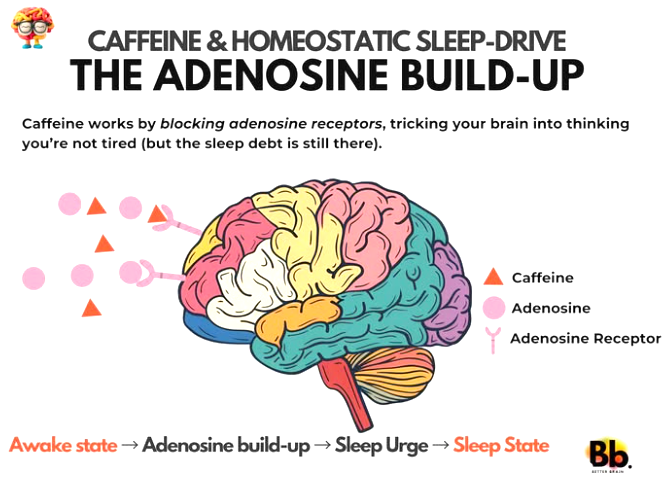 CAFFEINE & HOMEOSTATIC SLEEP-DRIVE
THE ADENOSINE BUILD-UP
Caffeine works by blocking adenosine receptors, tricking your brain into thinking
you're not tired (but the sleep debt is still there).
Caffeine
Adenosine
Adenosine Receptor
Awake state → Adenosine build-up → Sleep Urge → Sleep State
Bb.
BETTER BRAIN